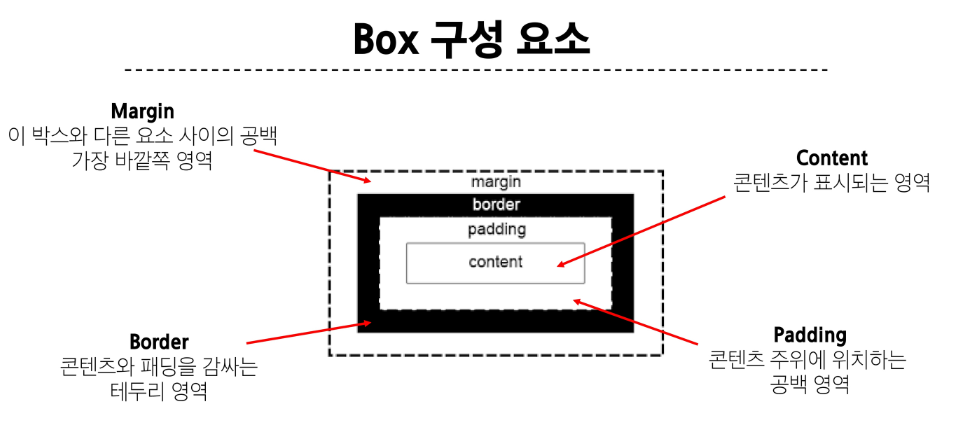 Box 구성 요소
Margin
이 박스와 다른 요소 사이의 공백
가장 바깥쪽 영역
Content
콘텐츠가 표시되는 영역
margin
border
padding
content
Border
콘텐츠와 패딩을 감싸는
테두리 영역
Padding
콘텐츠 주위에 위치하는
공백 영역